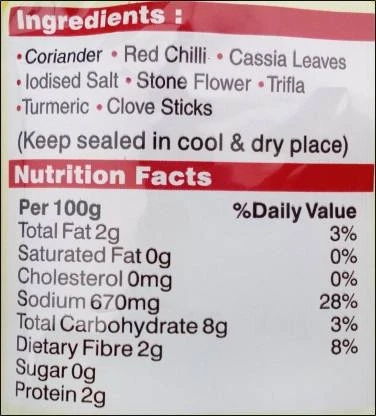 Ingredients :
• Coriander • Red Chilli • Cassia Leaves
• Iodised Salt • Stone Flower • Trifla
• Turmeric • Clove Sticks
(Keep sealed in cool & dry place)
Nutrition Facts
Per 100g %Daily Value
Total Fat 2g 3%
Saturated Fat 0g 0%
Cholesterol 0mg 0%
Sodium 670mg 28%
Total Carbohydrate 8g 3%
Dietary Fibre 2g 8%
Sugar 0g
Protein 2g